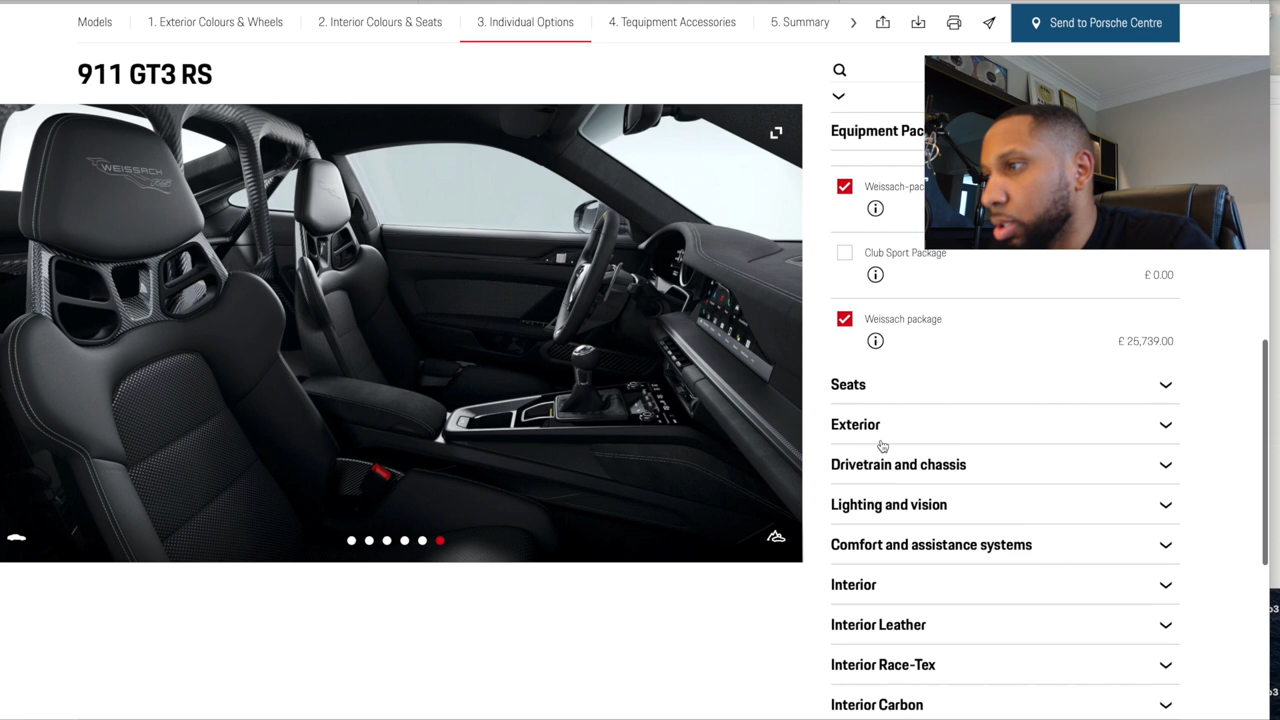 Models
1. Exterior Colours & Wheels
2. Interior Colours & Seats
3. Individual Options
4. Tequipment Accessories
5. Summary
Send to Porsche Centre
911 GT3 RS
WEISSACH
RS
Equipment Pac
Weissach-pac
Club Sport Package
£ 0.00
Weissach package
£ 25,739.00
Seats
Exterior
Drivetrain and chassis
Lighting and vision
Comfort and assistance systems
Interior
Interior Leather
Interior Race-Tex
Interior Carbon